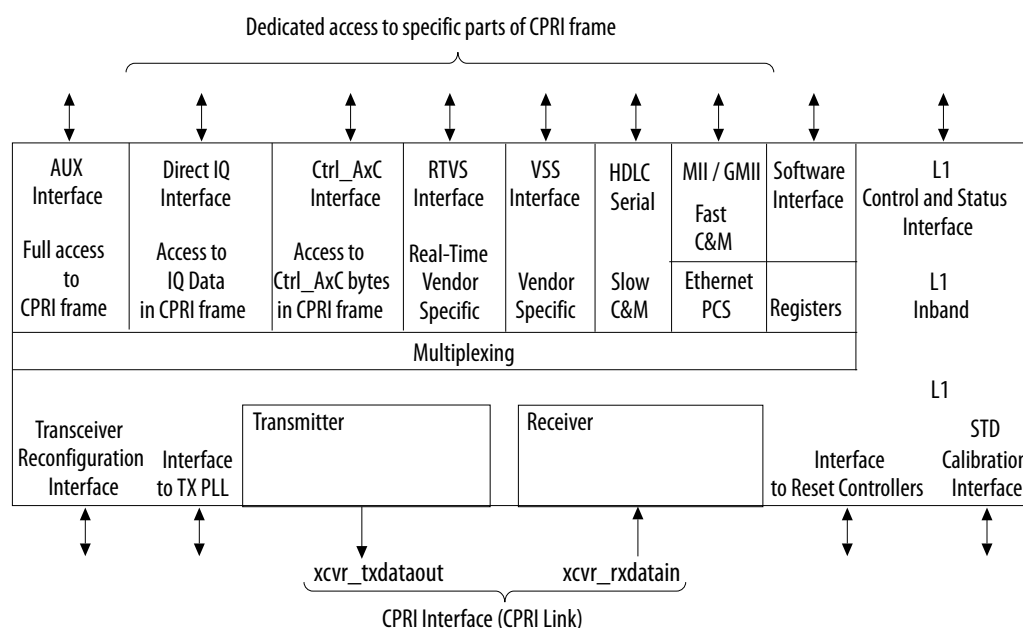 Dedicated access to specific parts of CPRI frame
AUX
Interface
Full access
to
CPRI frame
Direct IQ
Interface
Access to
IQ Data
in CPRI frame
Ctrl_AxC
Interface
Access to
Ctrl_AxC bytes
in CPRI frame
RTVS
Interface
Real-Time
Vendor
Specific
VSS
Interface
Vendor
Specific
HDLC
Serial
Slow
C&M
MII / GMII
Fast
C&M
Ethernet
PCS
Software
Interface
Registers
L1
Control and Status
Interface
L1
Inband
Multiplexing
L1
Transceiver
Reconfiguration
Interface
Interface
to TX PLL
Transmitter
Receiver
Interface
to Reset Controllers
STD
Calibration
Interface
xcvr_txdataout
xcvr_rxdatain
CPRI Interface (CPRI Link)